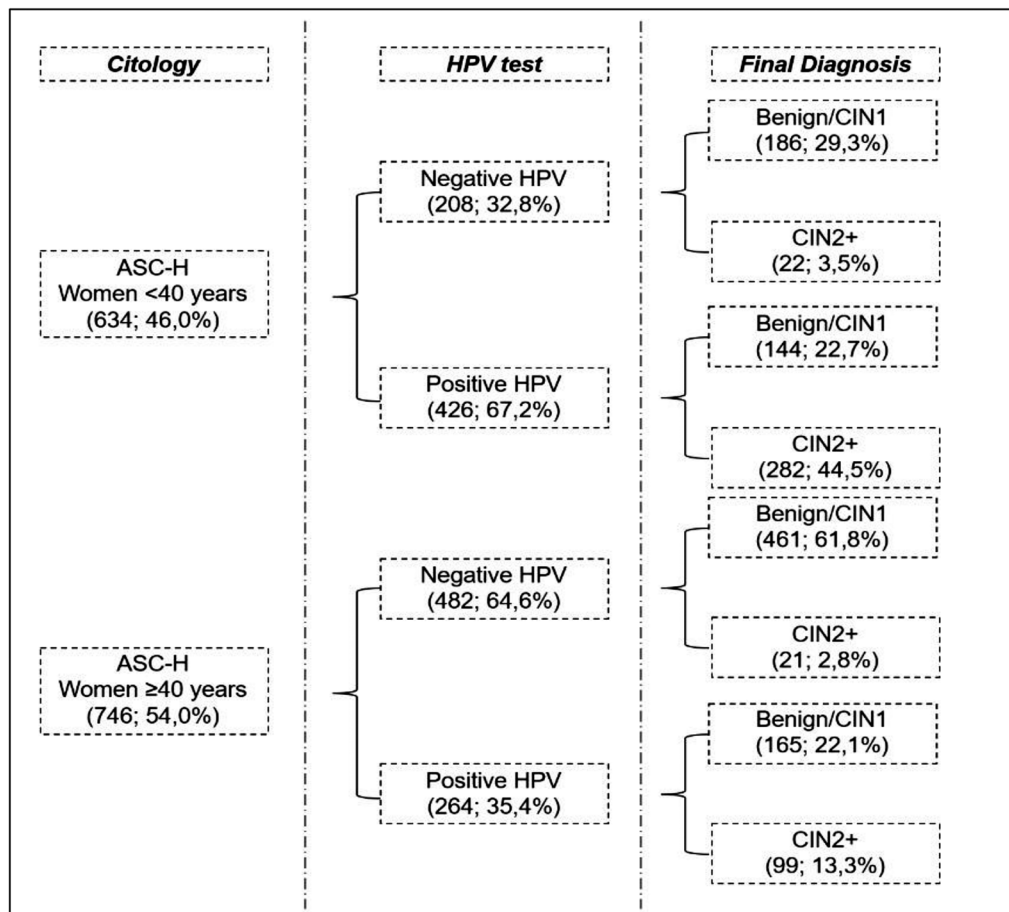 Citology
HPV test
Final Diagnosis
ASC-H
Women <40 years
(634; 46,0%)
Negative HPV
(208; 32,8%)
Benign/CIN1
(186; 29,3%)
CIN2+
(22; 3,5%)
Positive HPV
(426; 67,2%)
Benign/CIN1
(144; 22,7%)
CIN2+
(282; 44,5%)
ASC-H
Women ≥40 years
(746; 54,0%)
Negative HPV
(482; 64,6%)
Benign/CIN1
(461; 61,8%)
CIN2+
(21; 2,8%)
Positive HPV
(264; 35,4%)
Benign/CIN1
(165; 22,1%)
CIN2+
(99; 13,3%)